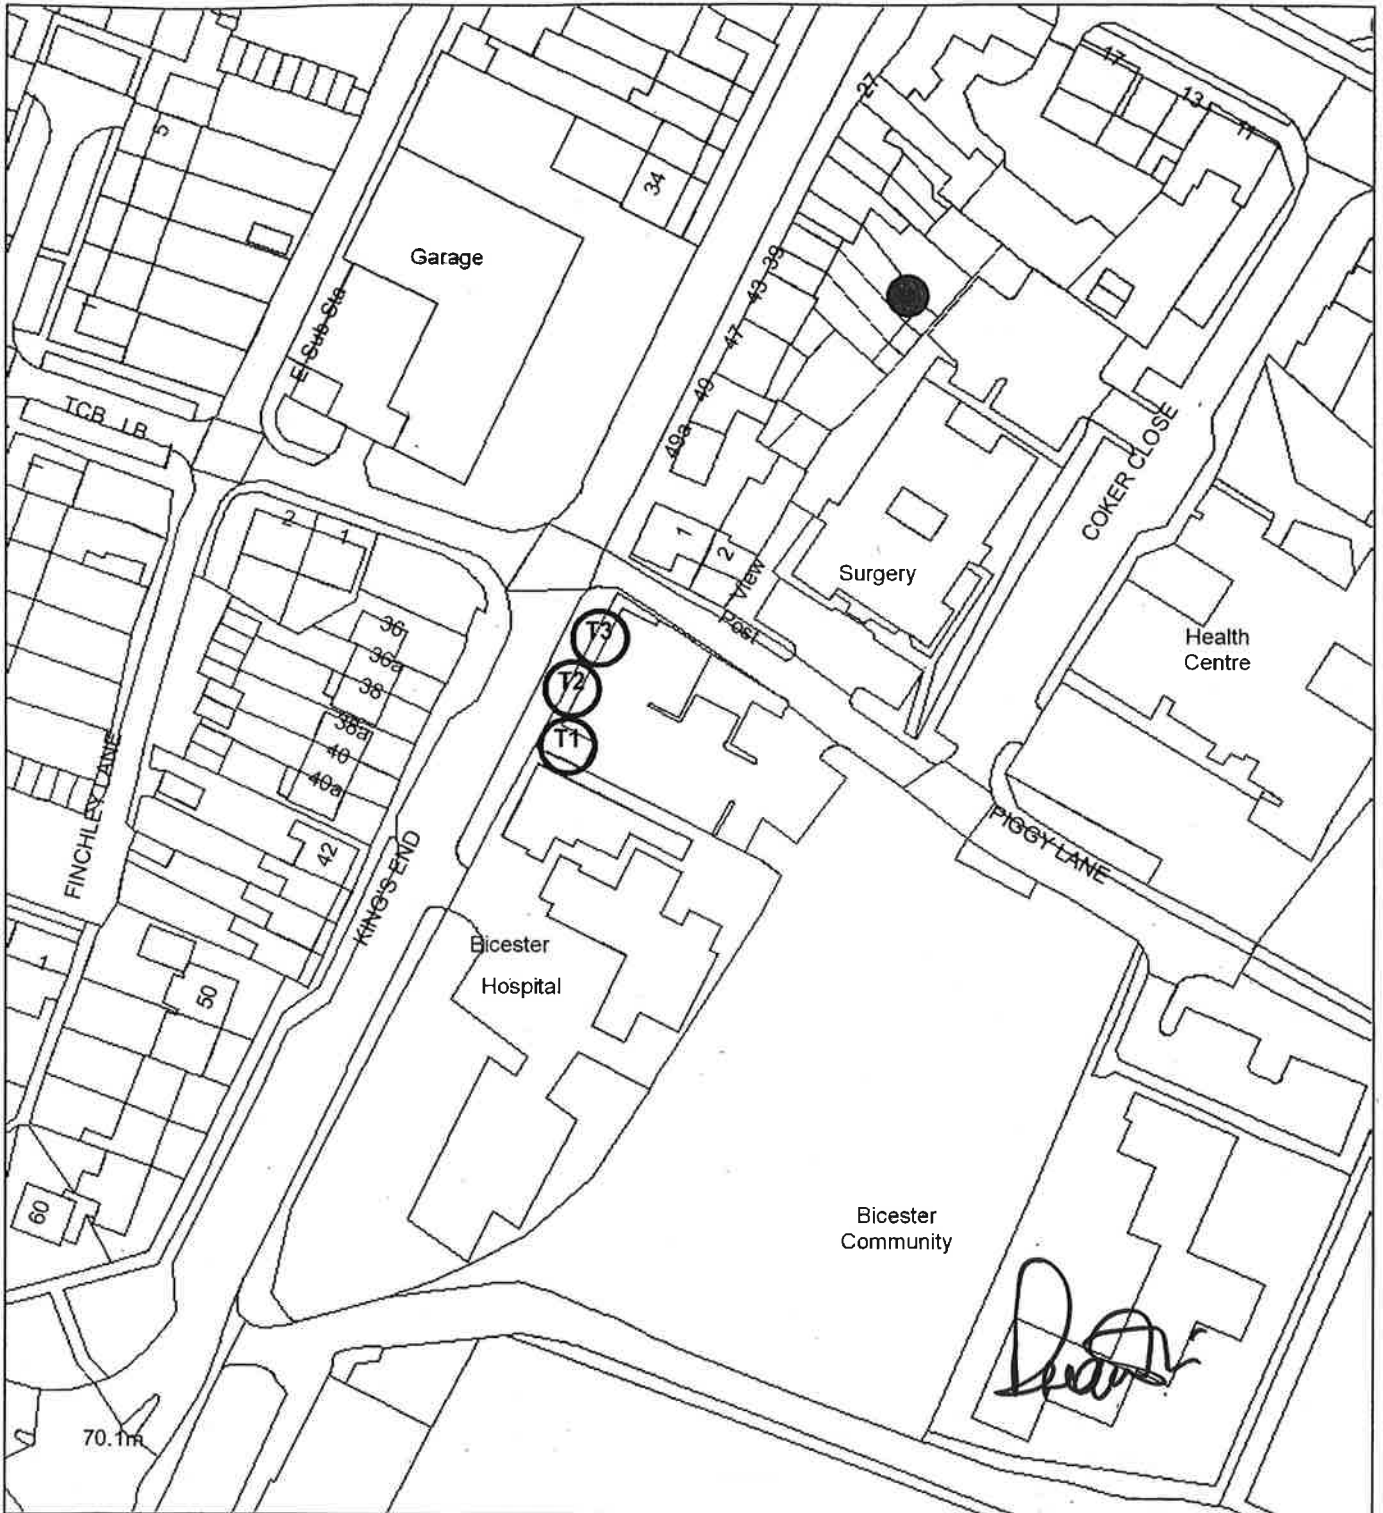 17
13
11
27
5
34
Garage
39
43
47
49
49a
1
El Sub Sta
TCB LB
COKER CLOSE
1
2
1
1
2
View
Post
Surgery
Health
Centre
T3
T2
T1
36
36a
38
38a
40
40a
42
FINCHLEY LANE
KING'S END
PIGGY LANE
Bicester
Hospital
1
50
60
Bicester
Community
70.1m